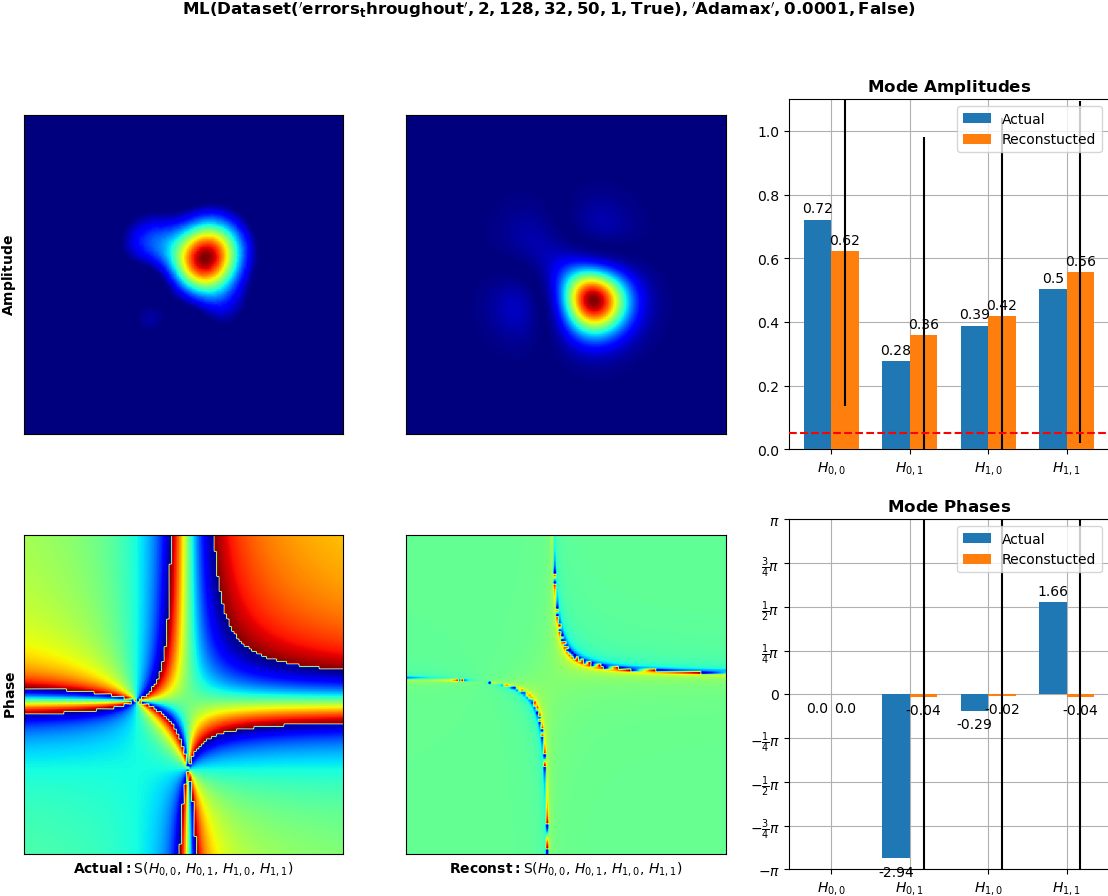 ML(Dataset('errors_throughout', 2, 128, 32, 50, 1, True), 'Adamax', 0.0001, False)
Amplitude
Mode Amplitudes
Actual
Reconstucted
1.0
0.8
0.6
0.4
0.2
0.0
0.72
0.62
0.28
0.36
0.39
0.42
0.5
0.56
H0,0
H0,1
H1,0
H1,1
Phase
Actual: S(H0,0, H0,1, H1,0, H1,1)
Reconst: S(H0,0, H0,1, H1,0, H1,1)
Mode Phases
Actual
Reconstucted
π
3/4π
1/2π
1/4π
0
−1/4π
−1/2π
−3/4π
−π
0.0
0.0
-2.94
-0.04
-0.29
-0.02
1.66
-0.04
H0,0
H0,1
H1,0
H1,1